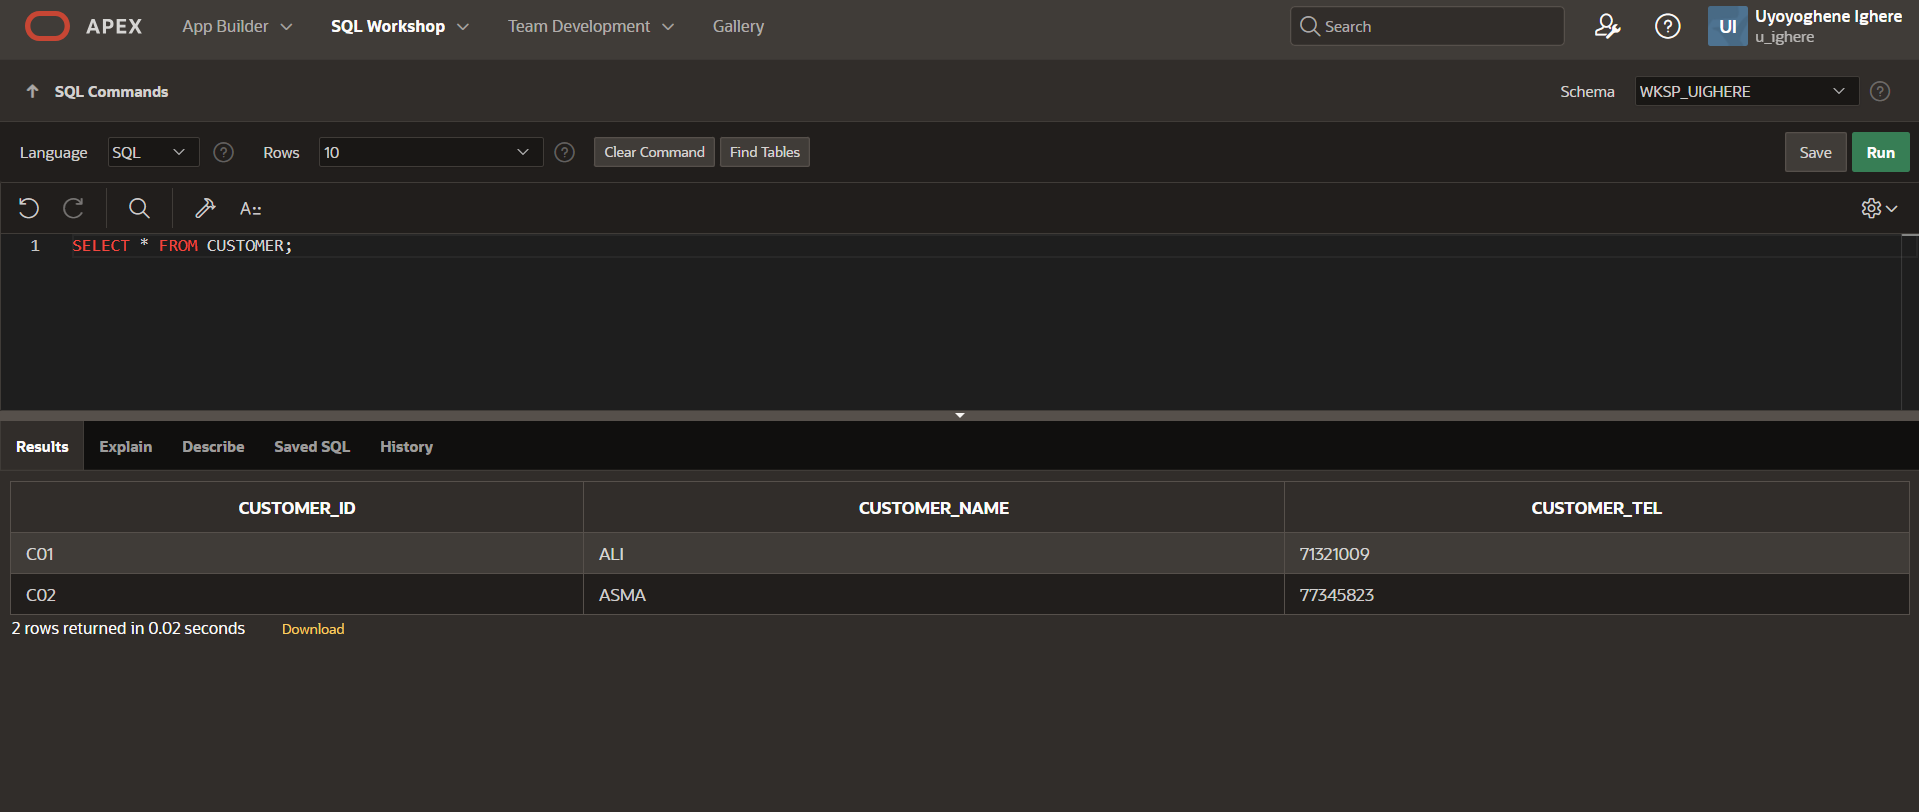 APEX App Builder SQL Workshop Team Development Gallery Search UI Uyoyoghene Ighere
u_ighere
SQL Commands Schema WKSP_UIGHERE
Language SQL Rows 10 Clear Command Find Tables Save Run
A::
1 SELECT * FROM CUSTOMER;
Results Explain Describe Saved SQL History
CUSTOMER_ID CUSTOMER_NAME CUSTOMER_TEL
C01 ALI 71321009
C02 ASMA 77345823
2 rows returned in 0.02 seconds Download